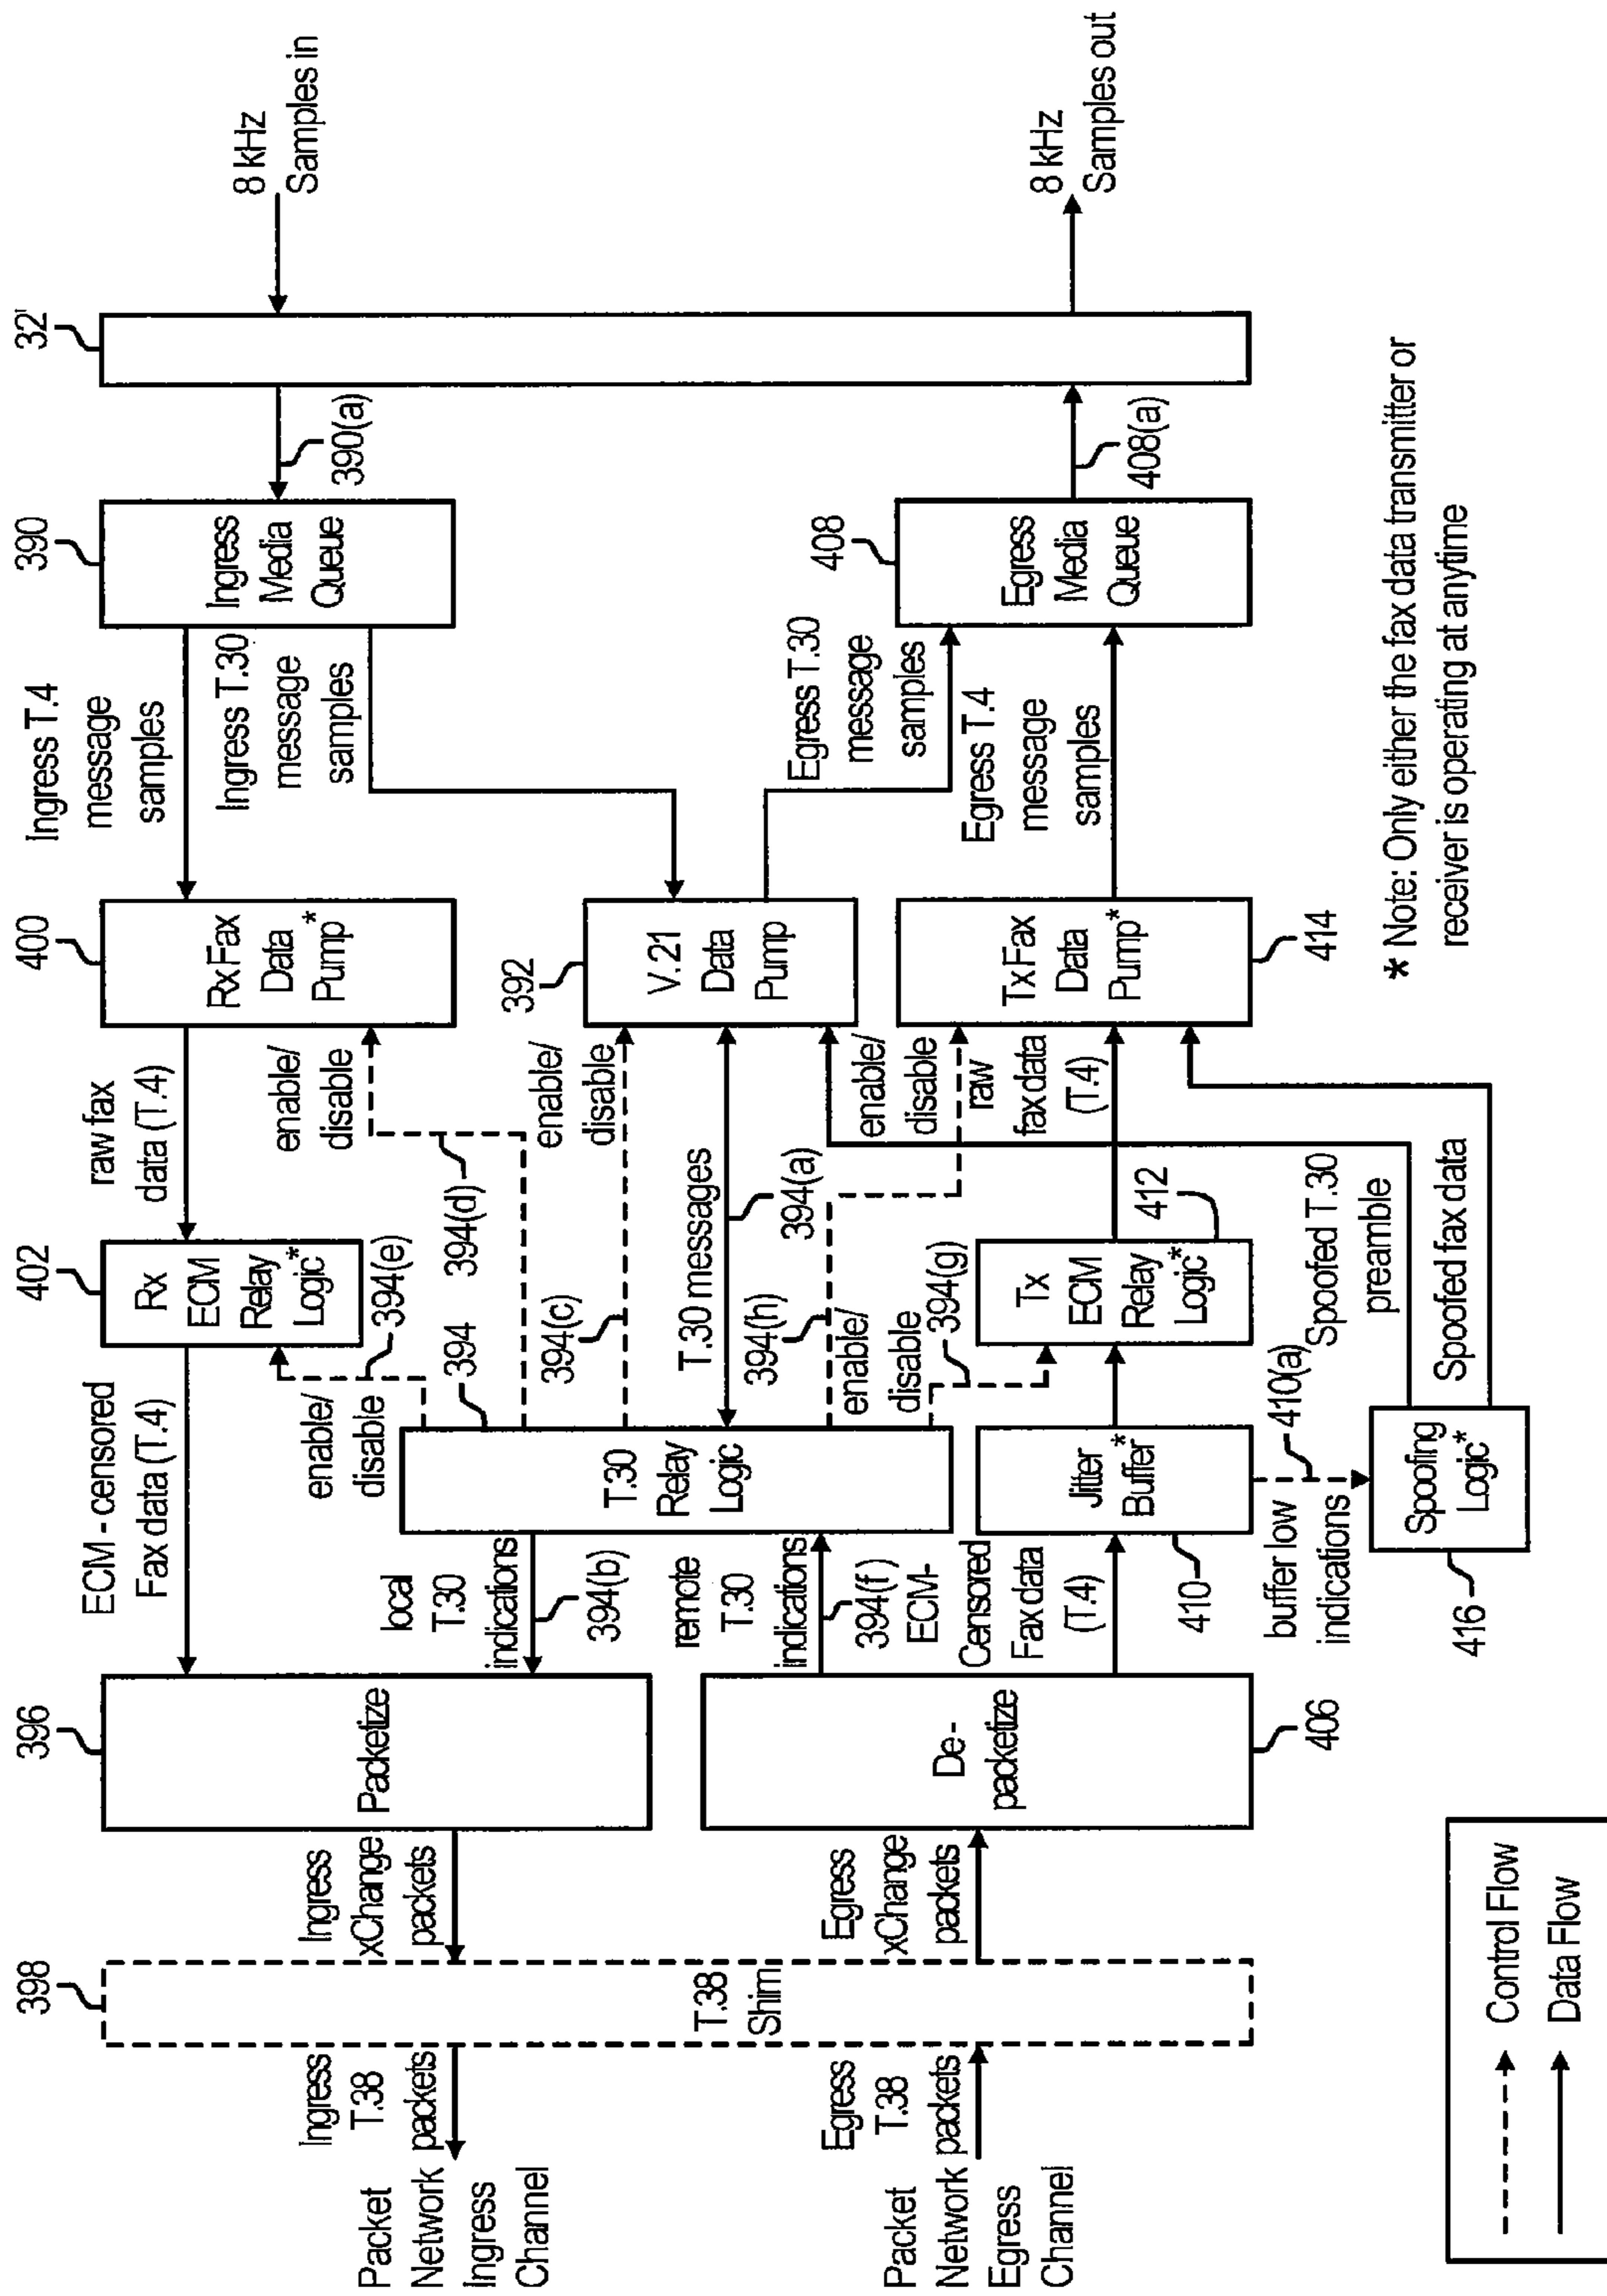 398
396
402
400
390
32'
Packet
Network
Ingress
Channel
Ingress
T.38
packets
T.38
Shim
Ingress
xChange
packets
Packetize
ECM - censored
Fax data (T.4)
Rx
ECM
Relay
Logic*
raw fax
data (T.4)
Rx Fax
Data
Pump*
Ingress T.4
message
samples
Ingress T.30
message
samples
Ingress
Media
Queue
390(a)
8 kHz
Samples in
enable/
disable
394(e)
394
394(d)
enable/
disable
local
T.30
indications
394(b)
T.30
Relay
Logic
394(c)
enable/
disable
392
V.21
Data
Pump
T.30 messages
394(a)
remote
T.30
indications
394(f)
394(h)
enable/
disable
394(g)
enable/
disable
Egress T.30
message
samples
408
Egress
Media
Queue
408(a)
8 kHz
Samples out
Packet
Network
Egress
Channel
Egress
T.38
packets
Egress
xChange
packets
De-
packetize
406
ECM-
Censored
Fax data
(T.4)
Jitter
Buffer*
410
Tx
ECM
Relay
Logic*
412
raw
fax data
(T.4)
Tx Fax
Data
Pump*
414
Egress T.4
message
samples
buffer low
indications
410(a)
Spoofing
Logic*
416
Spoofed T.30
preamble
Spoofed fax data
* Note: Only either the fax data transmitter or
receiver is operating at anytime
Control Flow
Data Flow